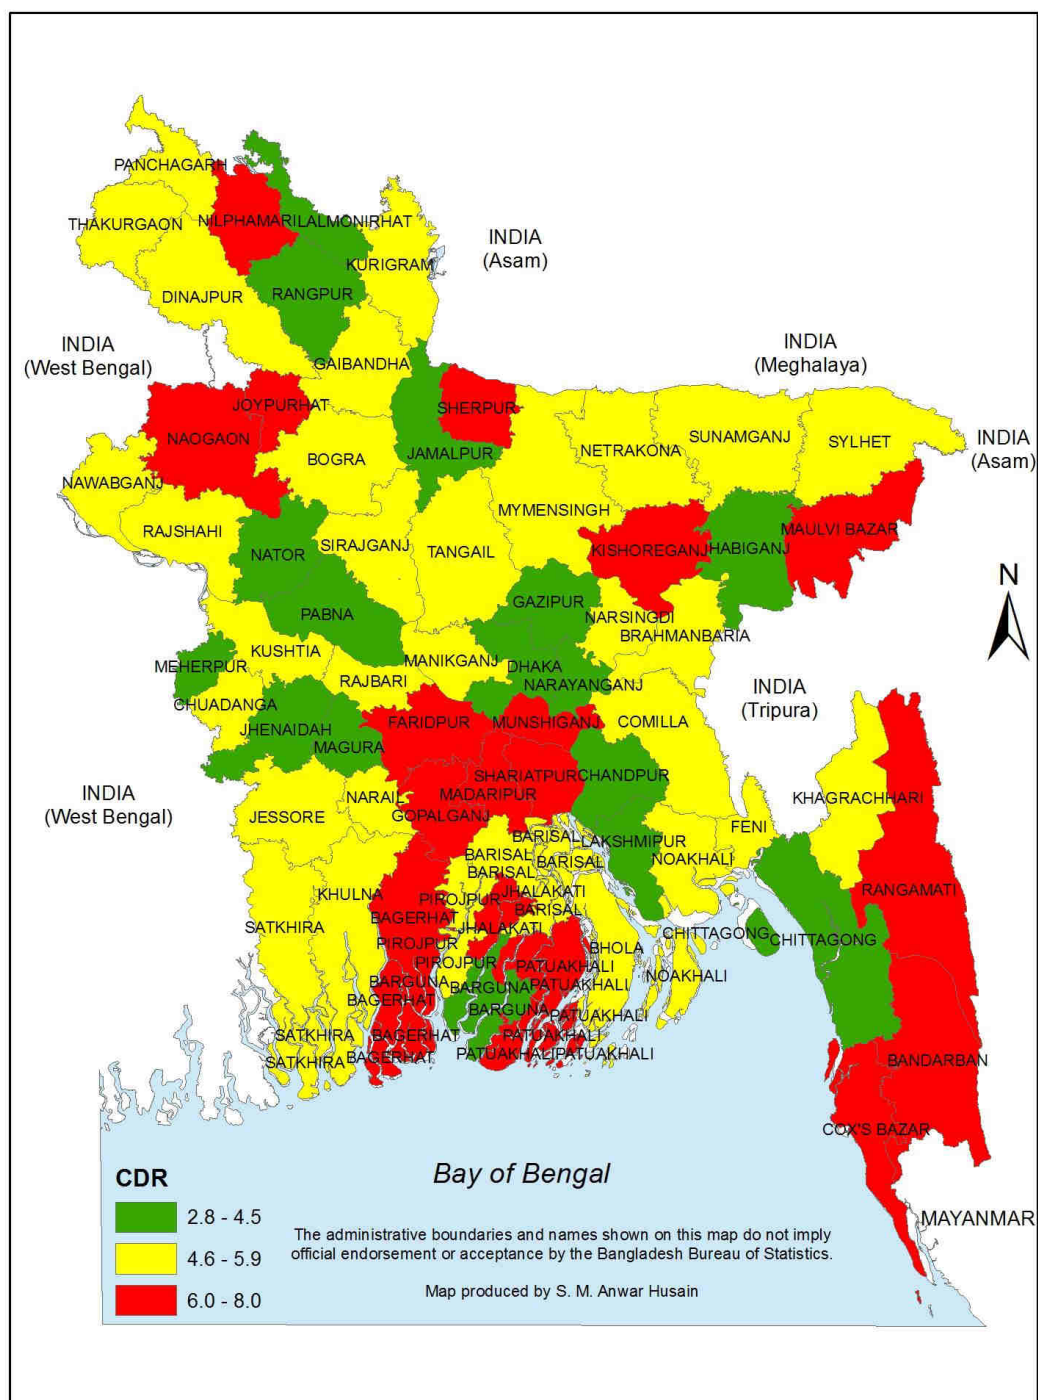 PANCHAGARH
THAKURGAON
NILPHAMARI
LALMONIRHAT
INDIA
(Asam)
KURIGRAM
DINAJPUR
RANGPUR
INDIA
(West Bengal)
GAIBANDHA
INDIA
(Meghalaya)
JOYPURHAT
SHERPUR
NAOGAON
SUNAMGANJ
SYLHET
INDIA
(Asam)
BOGRA
JAMALPUR
NETRAKONA
NAWABGANJ
MYMENSINGH
RAJSHAHI
SIRAJGANJ
TANGAIL
KISHOREGANJ
HABIGANJ
MAULVI BAZAR
NATOR
N
PABNA
GAZIPUR
NARSINGDI
BRAHMANBARIA
MEHERPUR
KUSHTIA
MANIKGANJ
DHAKA
RAJBARI
NARAYANGANJ
INDIA
(Tripura)
CHUADANGA
JHENAIDAH
FARIDPUR
MUNSHIGANJ
COMILLA
MAGURA
SHARIATPUR
CHANDPUR
INDIA
(West Bengal)
NARAIL
MADARIPUR
KHAGRACHHARI
JESSORE
GOPALGANJ
FENI
BARISAL
LAKSHMIPUR
BARISAL
BARISAL
NOAKHALI
BARISAL
KHULNA
PIROJPUR
JHALAKATI
RANGAMATI
BAGERHAT
BARISAL
SATKHIRA
JHALAKATI
CHITTAGONG
CHITTAGONG
PIROJPUR
BHOLA
PIROJPUR
PATUAKHALI
NOAKHALI
BARGUNA
BARGUNA
PATUAKHALI
BAGERHAT
BARGUNA
PATUAKHALI
SATKHIRA
BAGERHAT
PATUAKHALI
SATKHIRA
BAGERHAT
PATUAKHALI
PATUAKHALI
BANDARBAN
COX'S BAZAR
CDR
Bay of Bengal
2.8 - 4.5
4.6 - 5.9
6.0 - 8.0
MAYANMAR
The administrative boundaries and names shown on this map do not imply
official endorsement or acceptance by the Bangladesh Bureau of Statistics.
Map produced by S. M. Anwar Husain